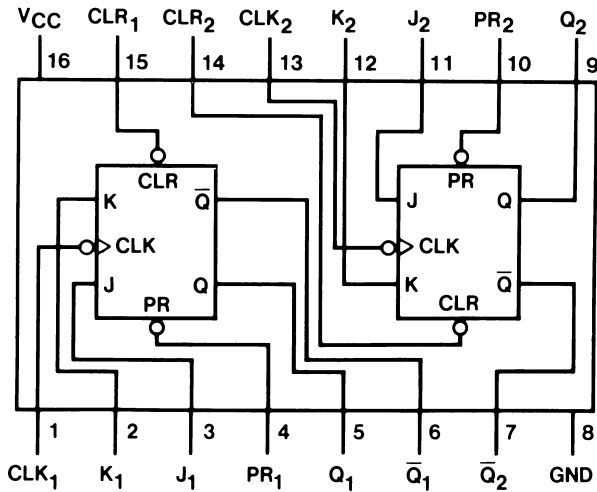 VCC CLR1 CLR2 CLK2 K2 J2 PR2 Q2
16 15 14 13 12 11 10 9
CLR PR
K Q̅ J Q
CLK CLK
J Q K Q̅
PR CLR
1 2 3 4 5 6 7 8
CLK1 K1 J1 PR1 Q1 Q̅1 Q̅2 GND